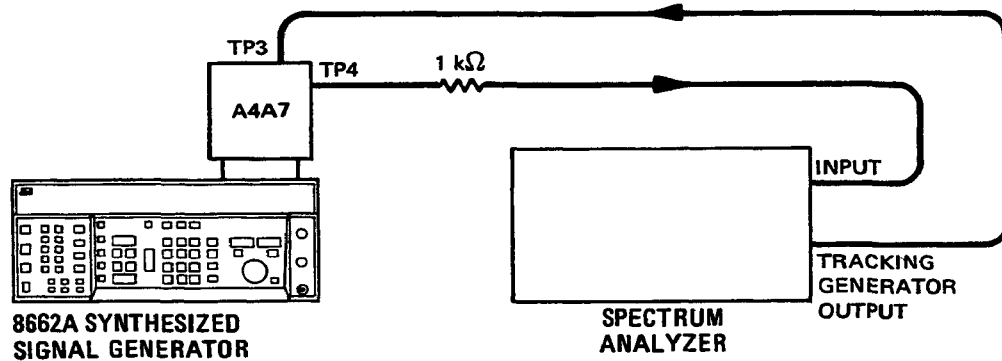 TP3
TP4
1 kΩ
A4A7
INPUT
TRACKING
GENERATOR
OUTPUT
8662A SYNTHESIZED
SIGNAL GENERATOR
SPECTRUM
ANALYZER